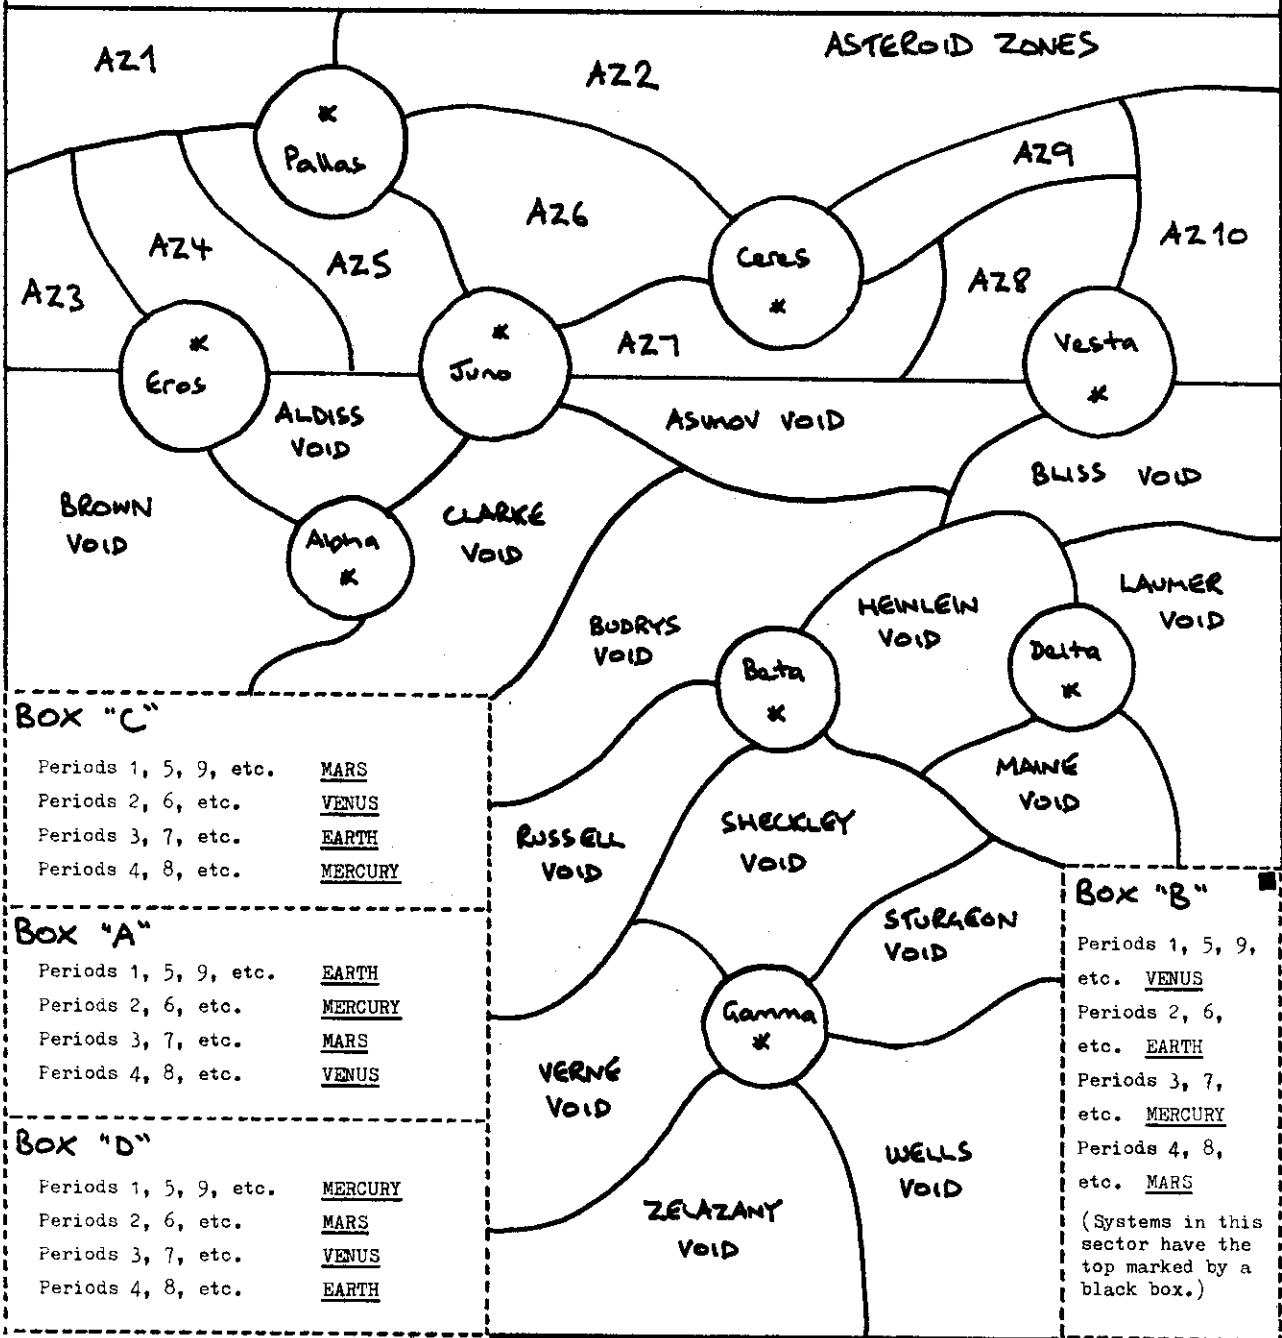 ASTEROID ZONES
AZ1
AZ2
*
Pallas
AZ9
AZ6
AZ10
AZ4
AZ5
Ceres
*
AZ8
AZ3
*
Eros
*
Juno
AZ7
Vesta
*
ALDISS
VOID
ASIMOV VOID
BLISS VOID
BROWN
VOID
CLARKE
VOID
Alpha
*
LAUMER
VOID
HEINLEIN
VOID
BUDRYS
VOID
Beta
*
Delta
*
MAINE
VOID
SHECKLEY
VOID
RUSSELL
VOID
STURGEON
VOID
Gamma
*
VERNE
VOID
WELLS
VOID
ZELAZANY
VOID
BOX "C"
Periods 1, 5, 9, etc. MARS
Periods 2, 6, etc. VENUS
Periods 3, 7, etc. EARTH
Periods 4, 8, etc. MERCURY
BOX "A"
Periods 1, 5, 9, etc. EARTH
Periods 2, 6, etc. MERCURY
Periods 3, 7, etc. MARS
Periods 4, 8, etc. VENUS
BOX "D"
Periods 1, 5, 9, etc. MERCURY
Periods 2, 6, etc. MARS
Periods 3, 7, etc. VENUS
Periods 4, 8, etc. EARTH
BOX "B"
Periods 1, 5, 9,
etc. VENUS
Periods 2, 6,
etc. EARTH
Periods 3, 7,
etc. MERCURY
Periods 4, 8,
etc. MARS
(Systems in this
sector have the
top marked by a
black box.)